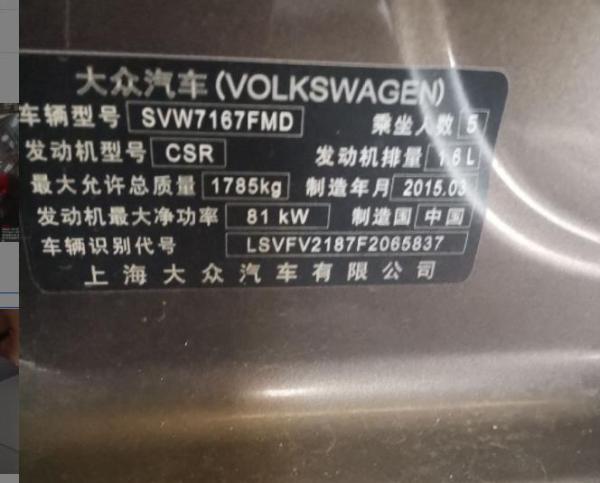 大众汽车(VOLKSWAGEN)
车辆型号 SVW7167FMD 乘坐人数 5
发动机型号 CSR 发动机排量 1.6L
最大允许总质量 1785kg 制造年月 2015.03
发动机最大净功率 81 kW 制造国 中国
车辆识别代号 LSVFV2187F2065837
上海大众汽车有限公司